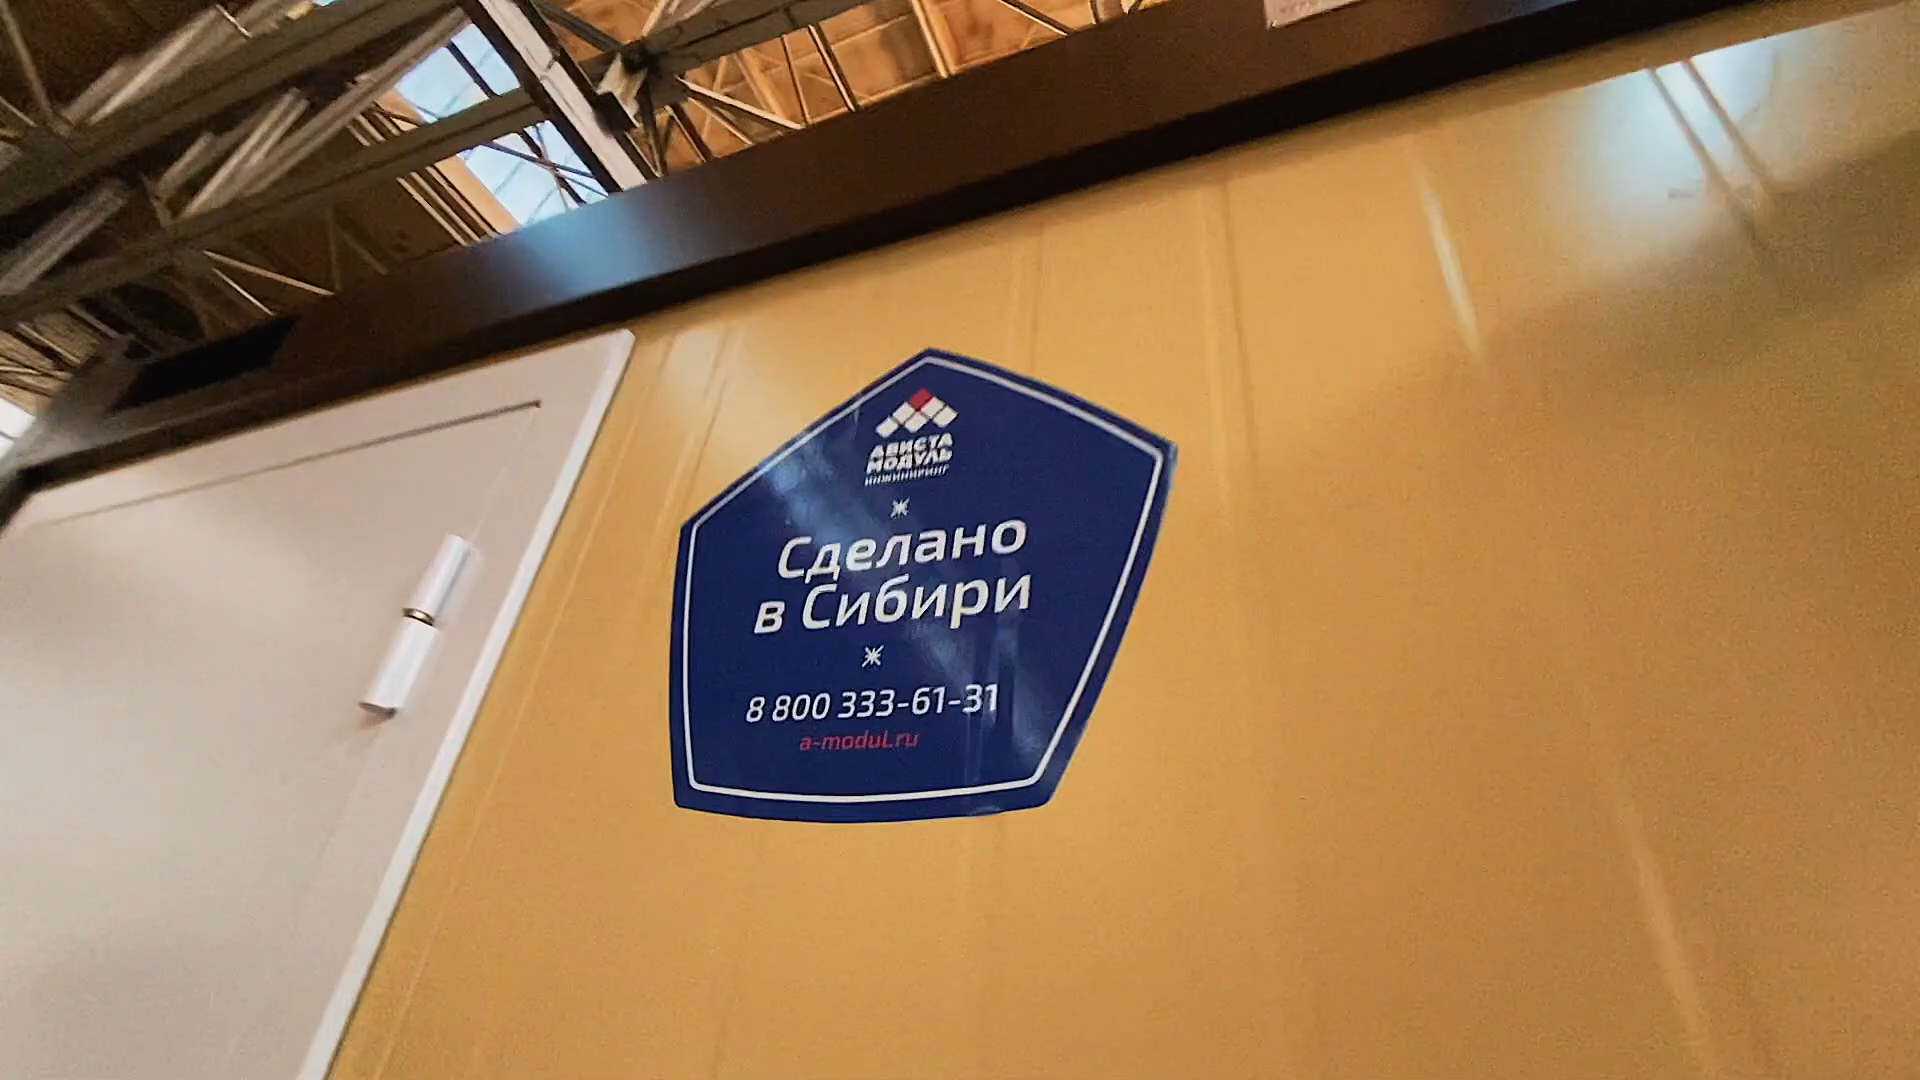 АВИСТА
МОДУЛЬ
ИНЖИНИРИНГ
Сделано
в Сибири
8 800 333-61-31
a-modul.ru